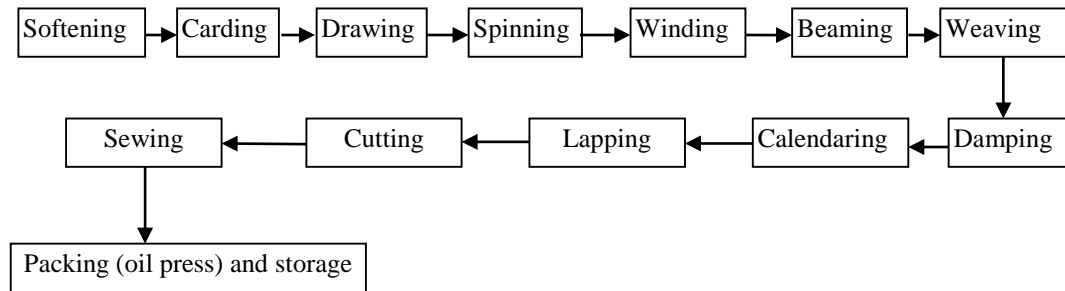 Softening
Carding
Drawing
Spinning
Winding
Beaming
Weaving
Damping
Calendaring
Lapping
Cutting
Sewing
Packing (oil press) and storage